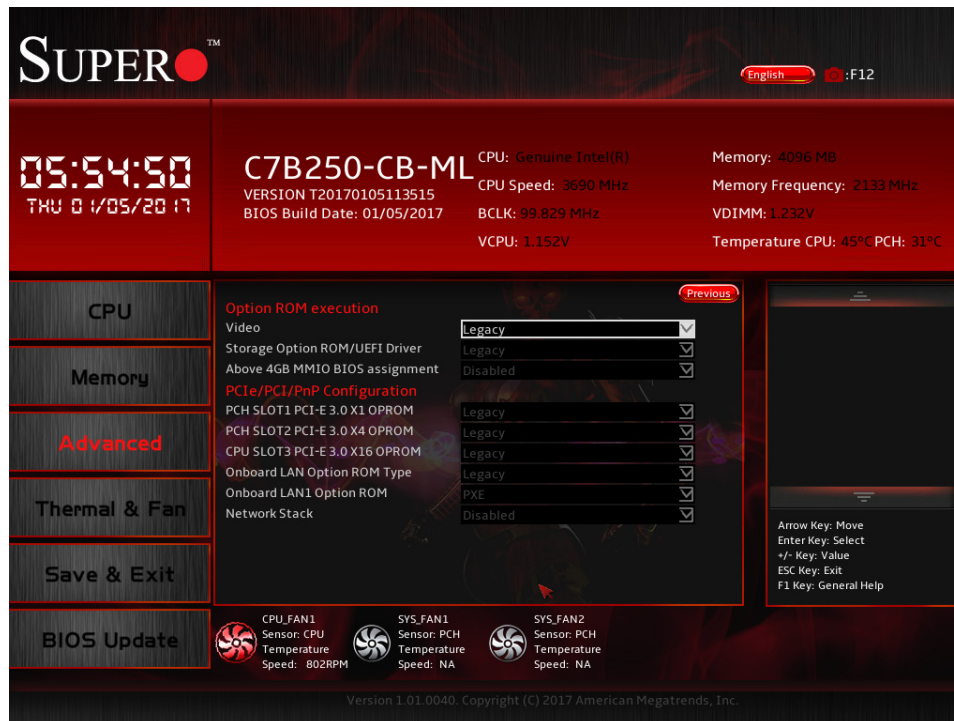 SUPER TM
English :F12
05:54:50
THU 01/05/2017
C7B250-CB-ML
VERSION T20170105113515
BIOS Build Date: 01/05/2017
CPU: Genuine Intel(R)
CPU Speed: 3690 MHz
BCLK: 99.829 MHz
VCPU: 1.152V
Memory: 4096 MB
Memory Frequency: 2133 MHz
VDIMM: 1.232V
Temperature CPU: 45°C PCH: 31°C
CPU
Memory
Advanced
Thermal & Fan
Save & Exit
BIOS Update
Previous
Option ROM execution
Video Legacy
Storage Option ROM/UEFI Driver Legacy
Above 4GB MMIO BIOS assignment Disabled
PCIe/PCI/PnP Configuration
PCH SLOT1 PCI-E 3.0 X1 OPROM Legacy
PCH SLOT2 PCI-E 3.0 X4 OPROM Legacy
CPU SLOT3 PCI-E 3.0 X16 OPROM Legacy
Onboard LAN Option ROM Type Legacy
Onboard LAN1 Option ROM PXE
Network Stack Disabled
Arrow Key: Move
Enter Key: Select
+/- Key: Value
ESC Key: Exit
F1 Key: General Help
CPU_FAN1
Sensor: CPU
Temperature
Speed: 802RPM
SYS_FAN1
Sensor: PCH
Temperature
Speed: NA
SYS_FAN2
Sensor: PCH
Temperature
Speed: NA
Version 1.01.0040. Copyright (C) 2017 American Megatrends, Inc.